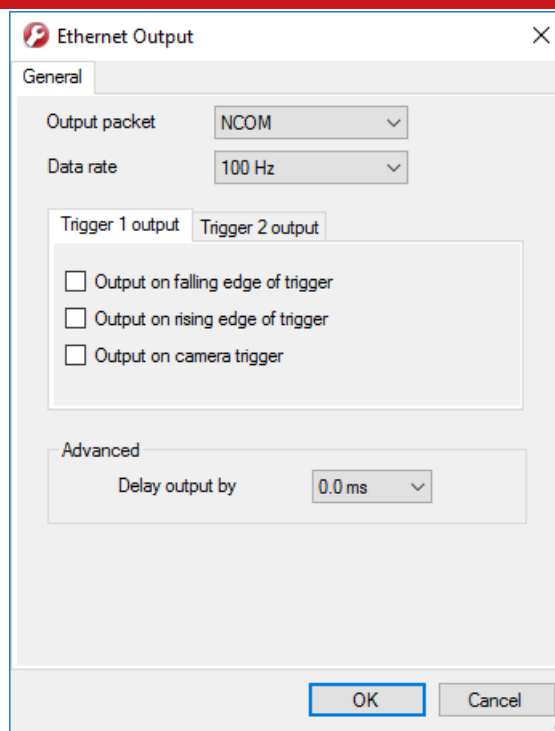 Ethernet Output
General
Output packet NCOM
Data rate 100 Hz
Trigger 1 output Trigger 2 output
Output on falling edge of trigger
Output on rising edge of trigger
Output on camera trigger
Advanced
Delay output by 0.0 ms
OK Cancel